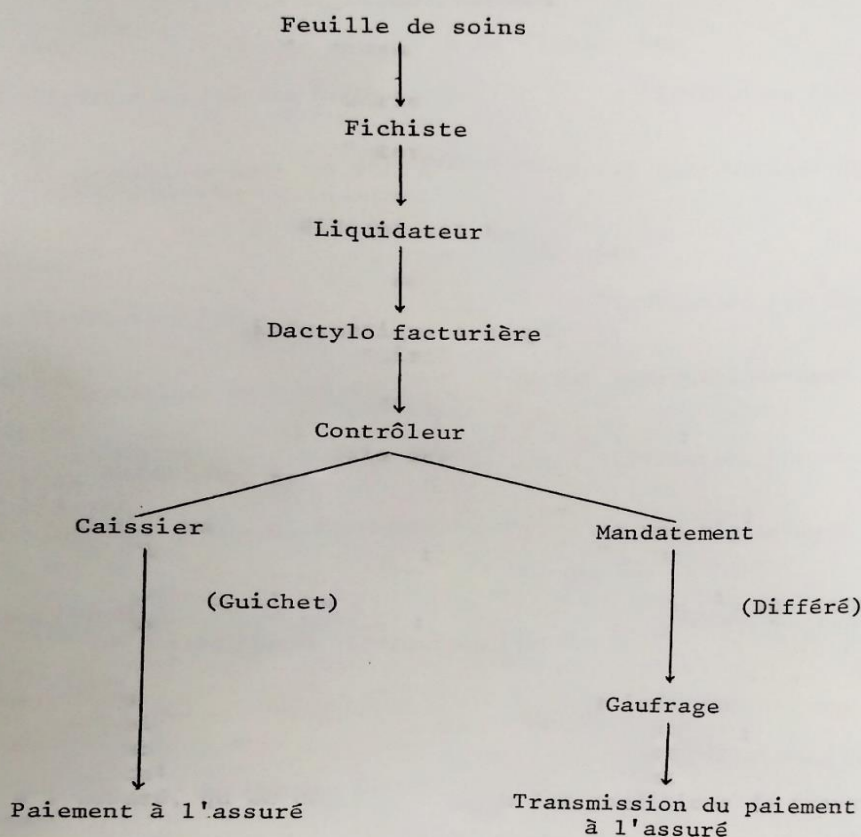 Feuille de soins
Fichiste
Liquidateur
Dactylo facturière
Contrôleur
Caissier
Mandatement
(Guichet)
(Différé)
Gaufrage
Paiement à l'assuré
Transmission du paiement
à l'assuré